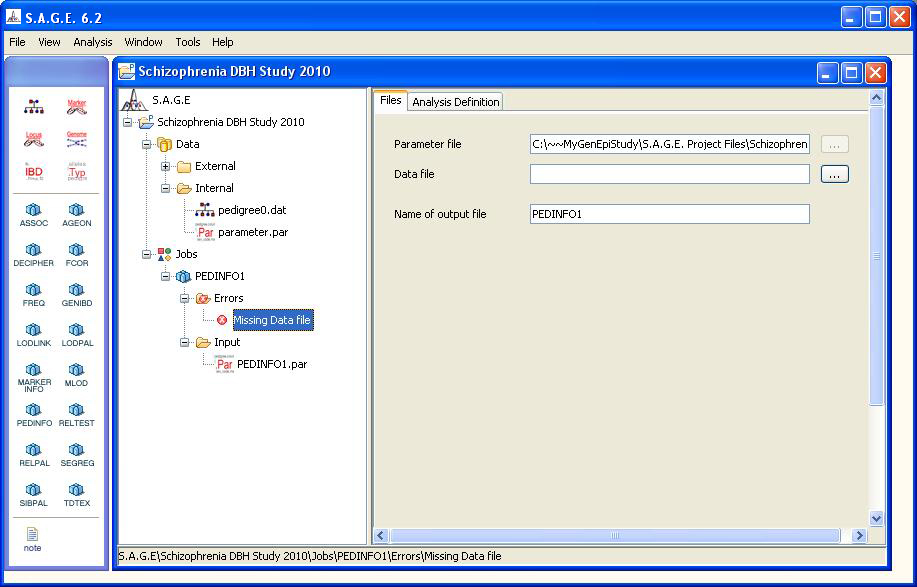 S.A.G.E. 6.2
File View Analysis Window Tools Help
Schizophrenia DBH Study 2010
Marker
Locus Genome
IBD alleles Typ pedigree
ASSOC AGEON
DECIPHER FCOR
FREQ GENIBD
LODLINK LODPAL
MARKER INFO MLOD
PEDINFO RELTEST
RELPAL SEGREG
SIBPAL TDTEX
note
S.A.G.E
Schizophrenia DBH Study 2010
Data
External
Internal
pedigree0.dat
Par parameter.par
Jobs
PEDINFO1
Errors
Missing Data file
Input
Par PEDINFO1.par
Files Analysis Definition
Parameter file C:\~~MyGenEpiStudy\S.A.G.E. Project Files\Schizophren ...
Data file ...
Name of output file PEDINFO1
S.A.G.E\Schizophrenia DBH Study 2010\Jobs\PEDINFO1\Errors\Missing Data file